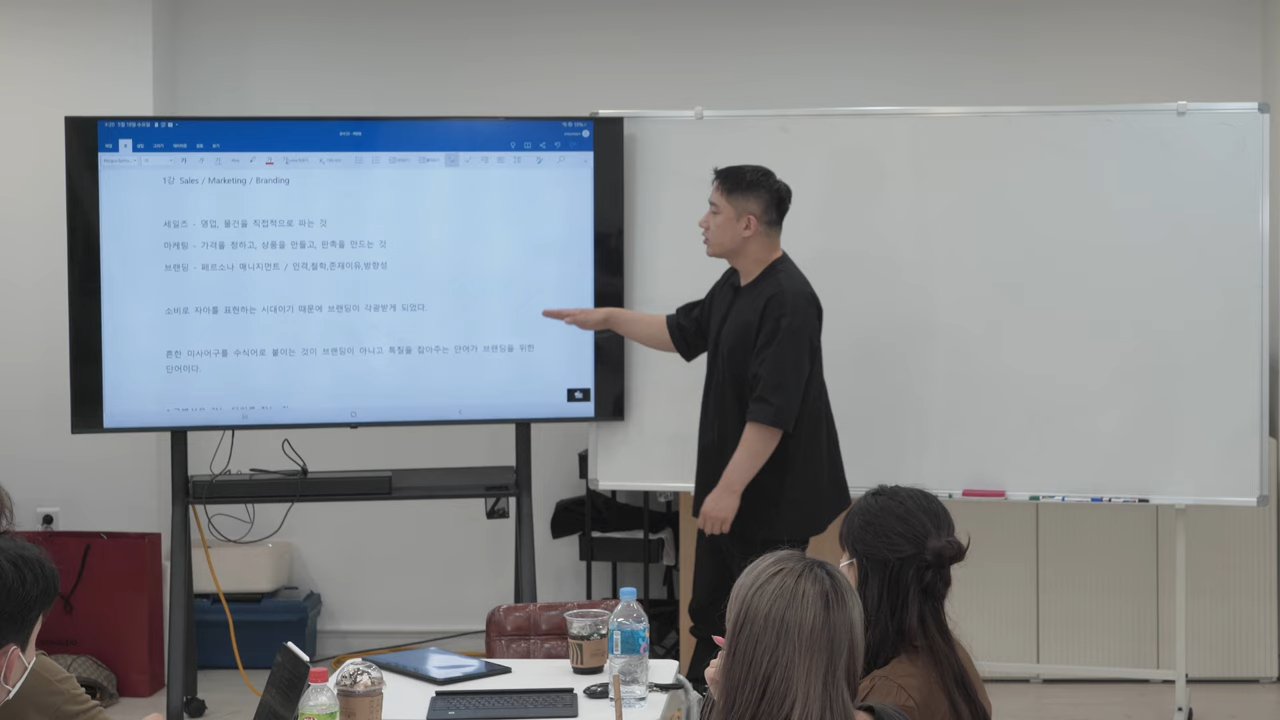 1강 Sales / Marketing / Branding
세일즈 - 영업, 물건을 직접적으로 파는 것
마케팅 - 가격을 정하고, 상품을 만들고, 판촉을 만드는 것
브랜딩 - 페르소나 매니지먼트 / 인격,철학,존재이유,방향성
소비로 자아를 표현하는 시대이기 때문에 브랜딩이 각광받게 되었다.
흔한 미사어구를 수식어로 붙이는 것이 브랜딩이 아니고 특질을 잡아주는 단어가 브랜딩을 위한
단어이다.